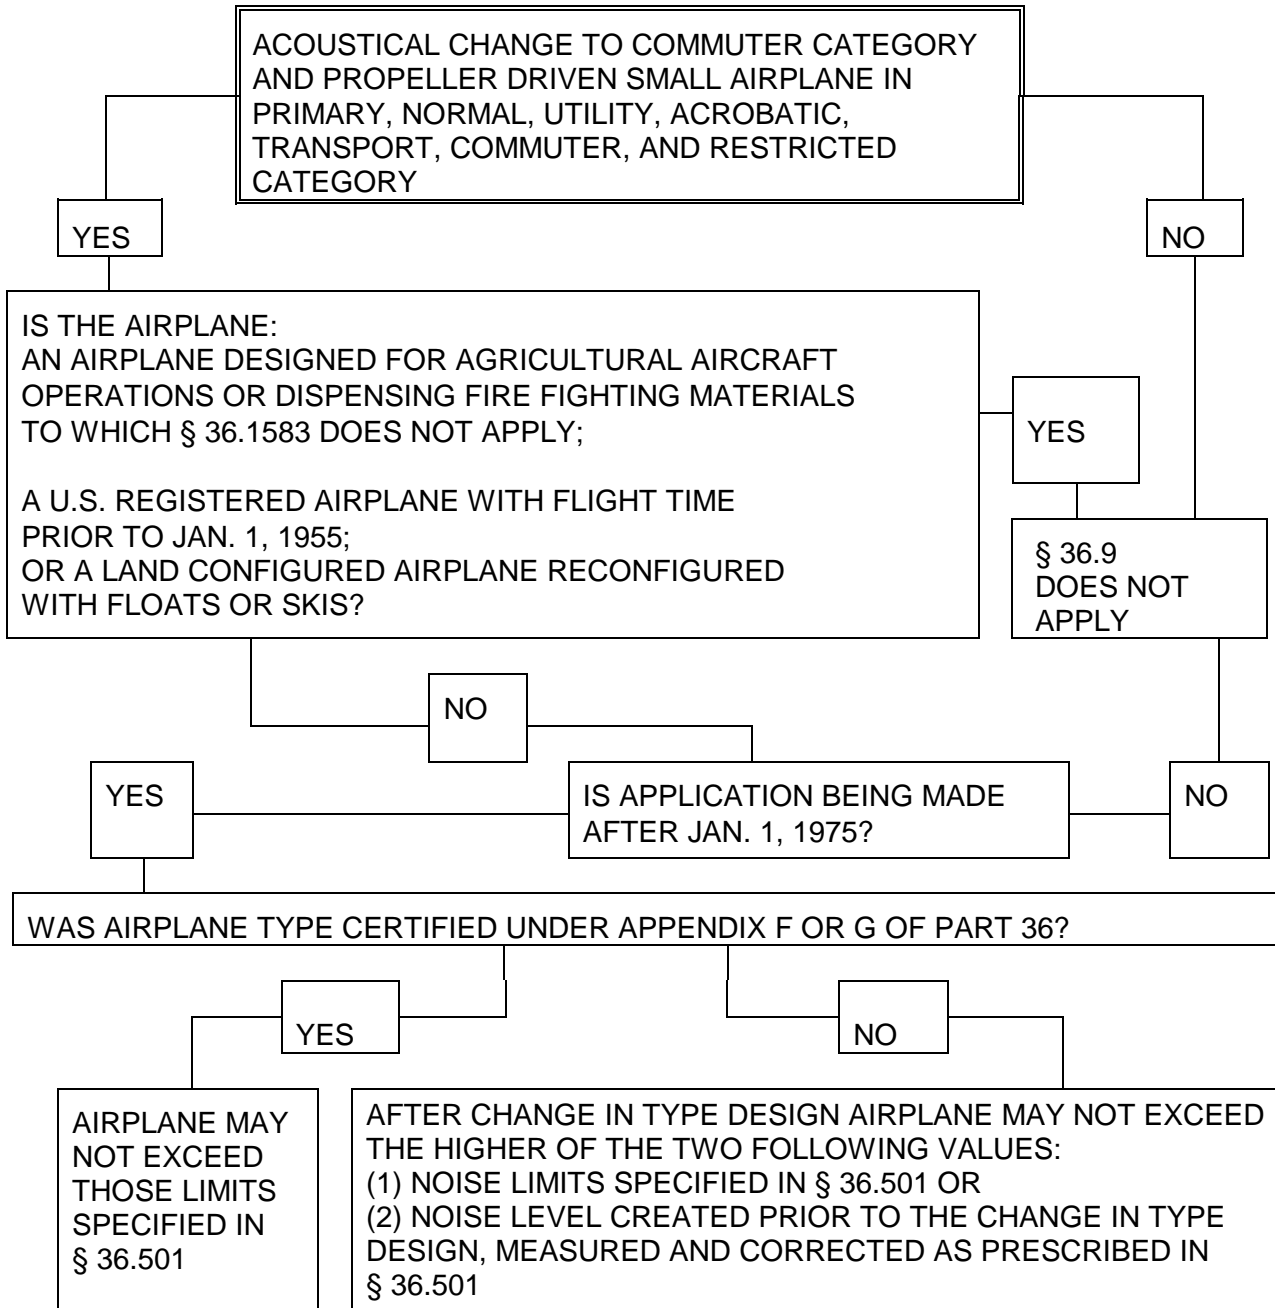 ACOUSTICAL CHANGE TO COMMUTER CATEGORY
AND PROPELLER DRIVEN SMALL AIRPLANE IN
PRIMARY, NORMAL, UTILITY, ACROBATIC,
TRANSPORT, COMMUTER, AND RESTRICTED
CATEGORY
YES
NO
IS THE AIRPLANE:
AN AIRPLANE DESIGNED FOR AGRICULTURAL AIRCRAFT
OPERATIONS OR DISPENSING FIRE FIGHTING MATERIALS
TO WHICH § 36.1583 DOES NOT APPLY;
A U.S. REGISTERED AIRPLANE WITH FLIGHT TIME
PRIOR TO JAN. 1, 1955;
OR A LAND CONFIGURED AIRPLANE RECONFIGURED
WITH FLOATS OR SKIS?
YES
§ 36.9
DOES NOT
APPLY
NO
YES
IS APPLICATION BEING MADE
AFTER JAN. 1, 1975?
NO
WAS AIRPLANE TYPE CERTIFIED UNDER APPENDIX F OR G OF PART 36?
YES
NO
AIRPLANE MAY
NOT EXCEED
THOSE LIMITS
SPECIFIED IN
§ 36.501
AFTER CHANGE IN TYPE DESIGN AIRPLANE MAY NOT EXCEED
THE HIGHER OF THE TWO FOLLOWING VALUES:
(1) NOISE LIMITS SPECIFIED IN § 36.501 OR
(2) NOISE LEVEL CREATED PRIOR TO THE CHANGE IN TYPE
DESIGN, MEASURED AND CORRECTED AS PRESCRIBED IN
§ 36.501